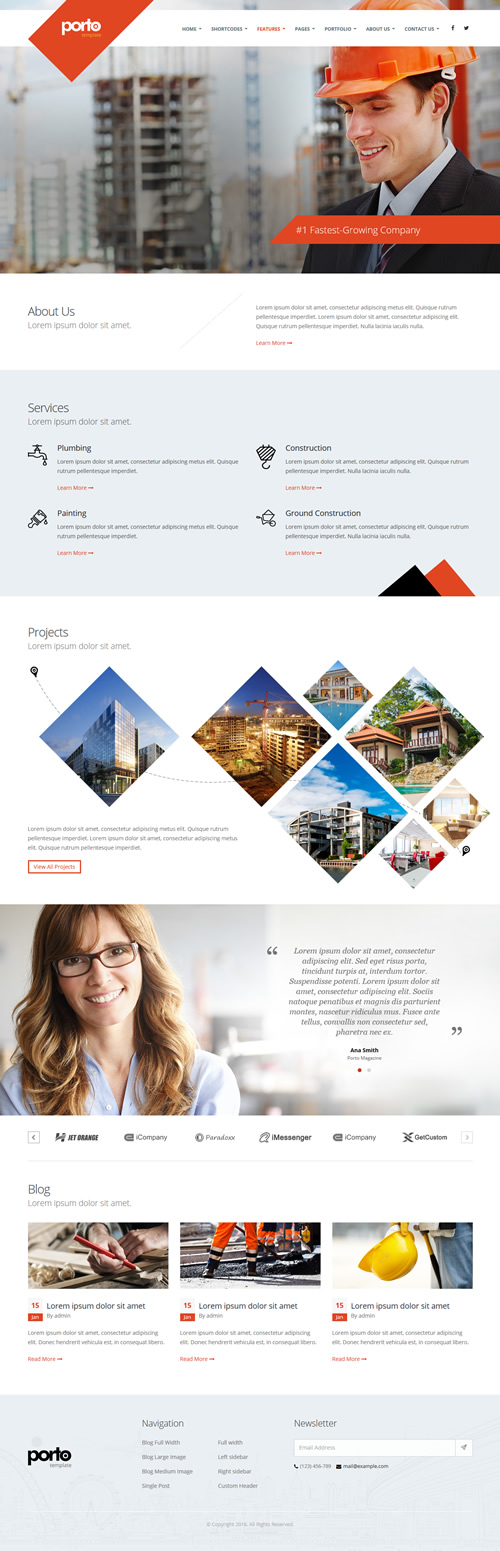 porto
template
HOME SHORTCODES FEATURES PAGES PORTFOLIO ABOUT US CONTACT US
#1 Fastest-Growing Company
About Us
Lorem ipsum dolor sit amet.
Lorem ipsum dolor sit amet, consectetur adipiscing metus elit. Quisque rutrum
pellentesque imperdiet. Lorem ipsum dolor sit amet, consectetur adipiscing elit. Quisque
rutrum pellentesque imperdiet. Nulla lacinia iaculis nulla.
Learn More
Services
Lorem ipsum dolor sit amet.
Plumbing
Lorem ipsum dolor sit amet, consectetur adipiscing metus elit. Quisque
rutrum pellentesque imperdiet.
Learn More
Construction
Lorem ipsum dolor sit amet, consectetur adipiscing metus elit. Quisque
rutrum pellentesque imperdiet. Nulla lacinia iaculis nulla.
Learn More
Painting
Lorem ipsum dolor sit amet, consectetur adipiscing metus elit. Quisque
rutrum pellentesque imperdiet.
Learn More
Ground Construction
Lorem ipsum dolor sit amet, consectetur adipiscing metus elit. Quisque
rutrum pellentesque imperdiet. Nulla lacinia iaculis nulla.
Learn More
Projects
Lorem ipsum dolor sit amet.
Lorem ipsum dolor sit amet, consectetur adipiscing metus elit. Quisque rutrum
pellentesque imperdiet. Lorem ipsum dolor sit amet, consectetur adipiscing metus
elit. Quisque rutrum pellentesque imperdiet. Nulla lacinia iaculis nulla.
View All Projects
“ Lorem ipsum dolor sit amet, consectetur
adipiscing elit. Sed eget risus porta,
tincidunt turpis at, interdum tortor.
Suspendisse potenti. Lorem ipsum dolor sit
amet, consectetur adipiscing elit. Sociis
natoque penatibus et magnis dis parturient
montes, nascetur ridiculus mus. Fusce ante
tellus, convallis non consectetur sed,
pharetra nec ex. ”
Ana Smith
Porto Magazine
JET ORANGE iCompany Paradoxx iMessenger iCompany GetCustom
Blog
Lorem ipsum dolor sit amet.
15
Jan
Lorem ipsum dolor sit amet
By admin
Lorem ipsum dolor sit amet, consectetur adipiscing
elit. Donec hendrerit vehicula est, in consequat libero.
Read More
15
Jan
Lorem ipsum dolor sit amet
By admin
Lorem ipsum dolor sit amet, consectetur adipiscing
elit. Donec hendrerit vehicula est, in consequat libero.
Read More
15
Jan
Lorem ipsum dolor sit amet
By admin
Lorem ipsum dolor sit amet, consectetur adipiscing
elit. Donec hendrerit vehicula est, in consequat libero.
Read More
porto
template
Navigation
Blog Full Width
Blog Large Image
Blog Medium Image
Single Post
Full width
Left sidebar
Right sidebar
Custom Header
Newsletter
Email Address
(123) 456-789 mail@example.com
© Copyright 2016. All Rights Reserved.